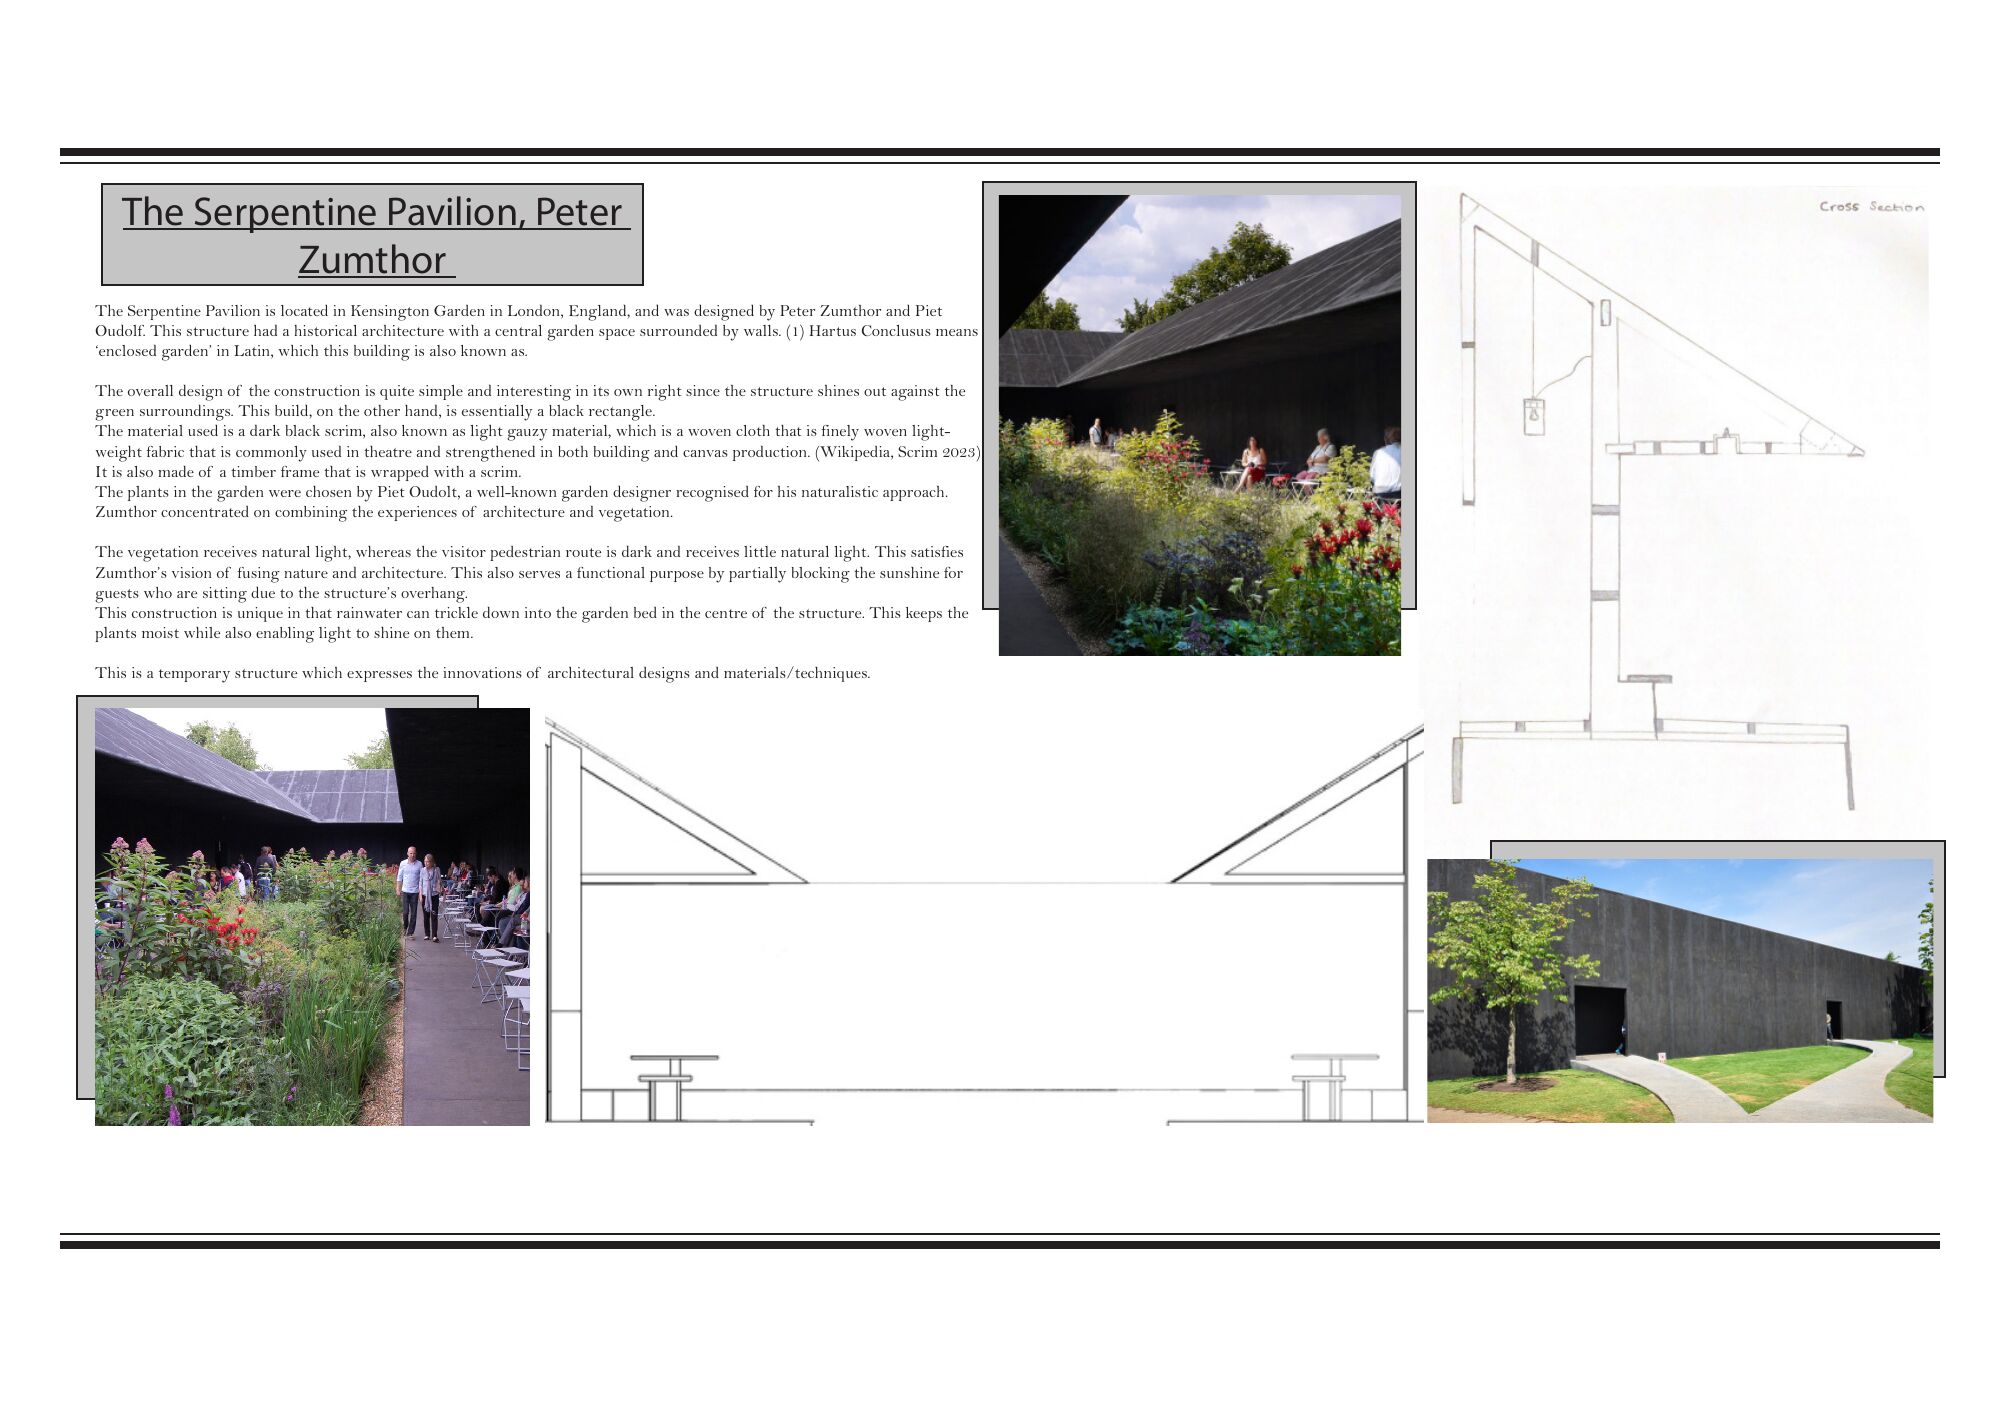 The Serpentine Pavilion, Peter
Zumthor
The Serpentine Pavilion is located in Kensington Garden in London, England, and was designed by Peter Zumthor and Piet
Oudolf. This structure had a historical architecture with a central garden space surrounded by walls. (1) Hartus Conclusus means
‘enclosed garden’ in Latin, which this building is also known as.
The overall design of the construction is quite simple and interesting in its own right since the structure shines out against the
green surroundings. This build, on the other hand, is essentially a black rectangle.
The material used is a dark black scrim, also known as light gauzy material, which is a woven cloth that is finely woven light-
weight fabric that is commonly used in theatre and strengthened in both building and canvas production. (Wikipedia, Scrim 2023)
It is also made of a timber frame that is wrapped with a scrim.
The plants in the garden were chosen by Piet Oudolt, a well-known garden designer recognised for his naturalistic approach.
Zumthor concentrated on combining the experiences of architecture and vegetation.
The vegetation receives natural light, whereas the visitor pedestrian route is dark and receives little natural light. This satisfies
Zumthor’s vision of fusing nature and architecture. This also serves a functional purpose by partially blocking the sunshine for
guests who are sitting due to the structure’s overhang.
This construction is unique in that rainwater can trickle down into the garden bed in the centre of the structure. This keeps the
plants moist while also enabling light to shine on them.
This is a temporary structure which expresses the innovations of architectural designs and materials/techniques.
Cross Section